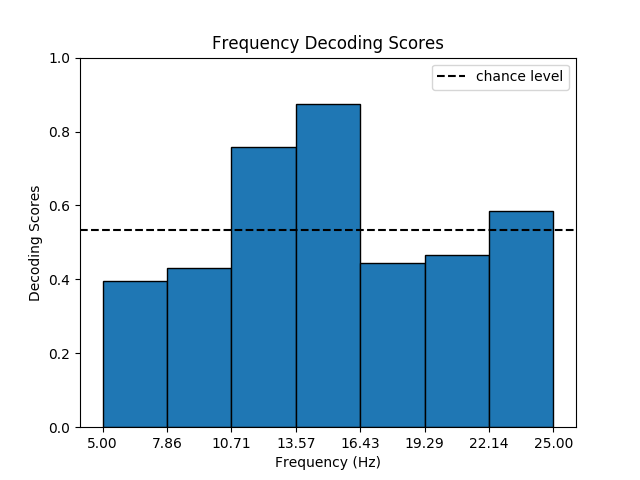 Frequency Decoding Scores
chance level
1.0
0.8
0.6
0.4
0.2
0.0
Decoding Scores
5.00 7.86 10.71 13.57 16.43 19.29 22.14 25.00
Frequency (Hz)